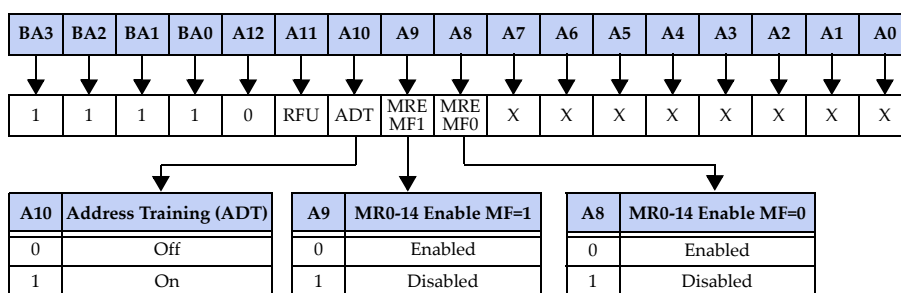 BA3 BA2 BA1 BA0 A12 A11 A10 A9 A8 A7 A6 A5 A4 A3 A2 A1 A0
1 1 1 1 0 RFU ADT MRE MF1 MRE MF0 X X X X X X X X
A10 Address Training (ADT)
0 Off
1 On
A9 MR0-14 Enable MF=1
0 Enabled
1 Disabled
A8 MR0-14 Enable MF=0
0 Enabled
1 Disabled